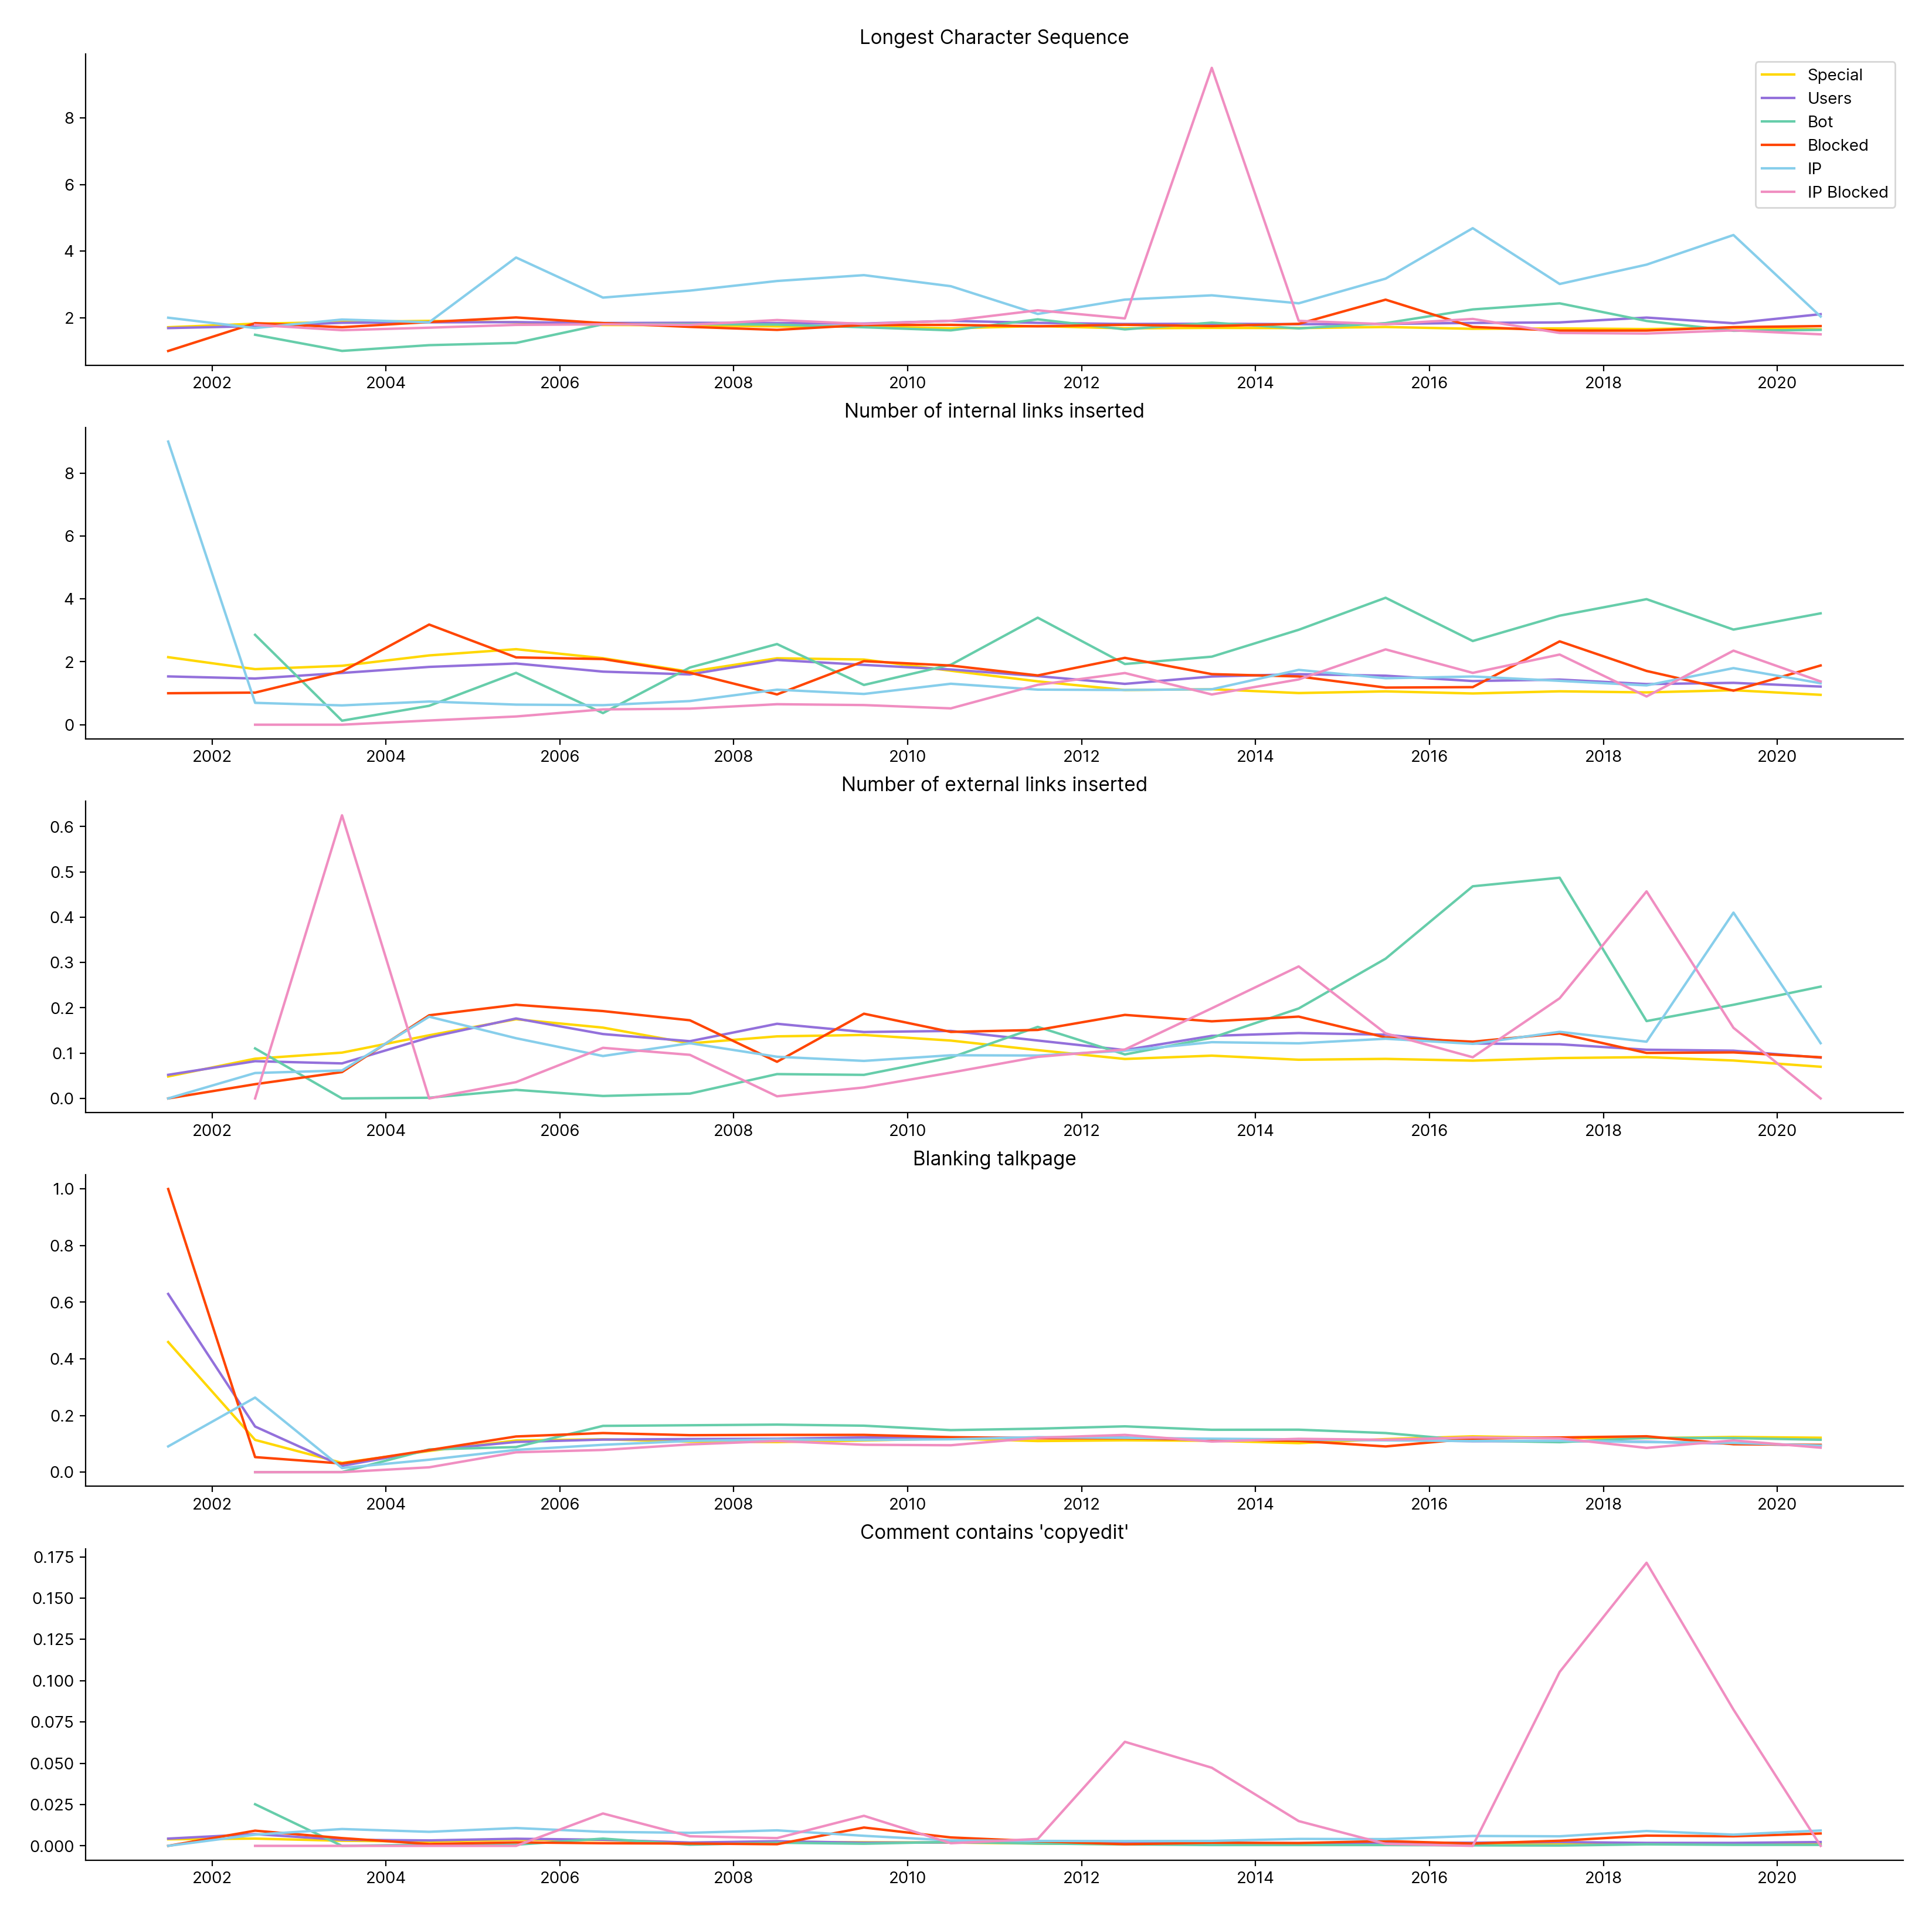 Longest Character Sequence
8
6
4
2
Special
Users
Bot
Blocked
IP
IP Blocked
2002 2004 2006 2008 2010 2012 2014 2016 2018 2020
Number of internal links inserted
8
6
4
2
0
2002 2004 2006 2008 2010 2012 2014 2016 2018 2020
Number of external links inserted
0.6
0.5
0.4
0.3
0.2
0.1
0.0
2002 2004 2006 2008 2010 2012 2014 2016 2018 2020
Blanking talkpage
1.0
0.8
0.6
0.4
0.2
0.0
2002 2004 2006 2008 2010 2012 2014 2016 2018 2020
Comment contains 'copyedit'
0.175
0.150
0.125
0.100
0.075
0.050
0.025
0.000
2002 2004 2006 2008 2010 2012 2014 2016 2018 2020